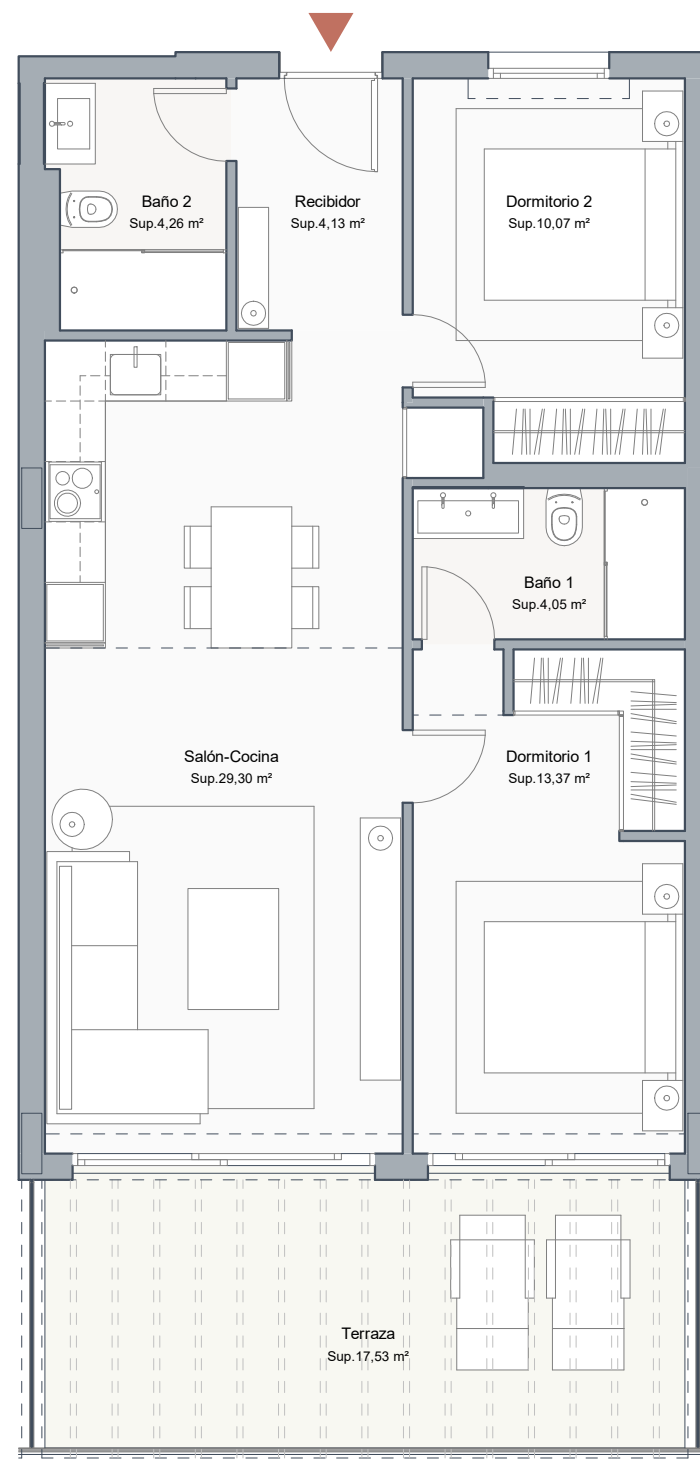 Baño 2
Sup.4,26 m²
Recibidor
Sup.4,13 m²
Dormitorio 2
Sup.10,07 m²
Baño 1
Sup.4,05 m²
Salón-Cocina
Sup.29,30 m²
Dormitorio 1
Sup.13,37 m²
Terraza
Sup.17,53 m²